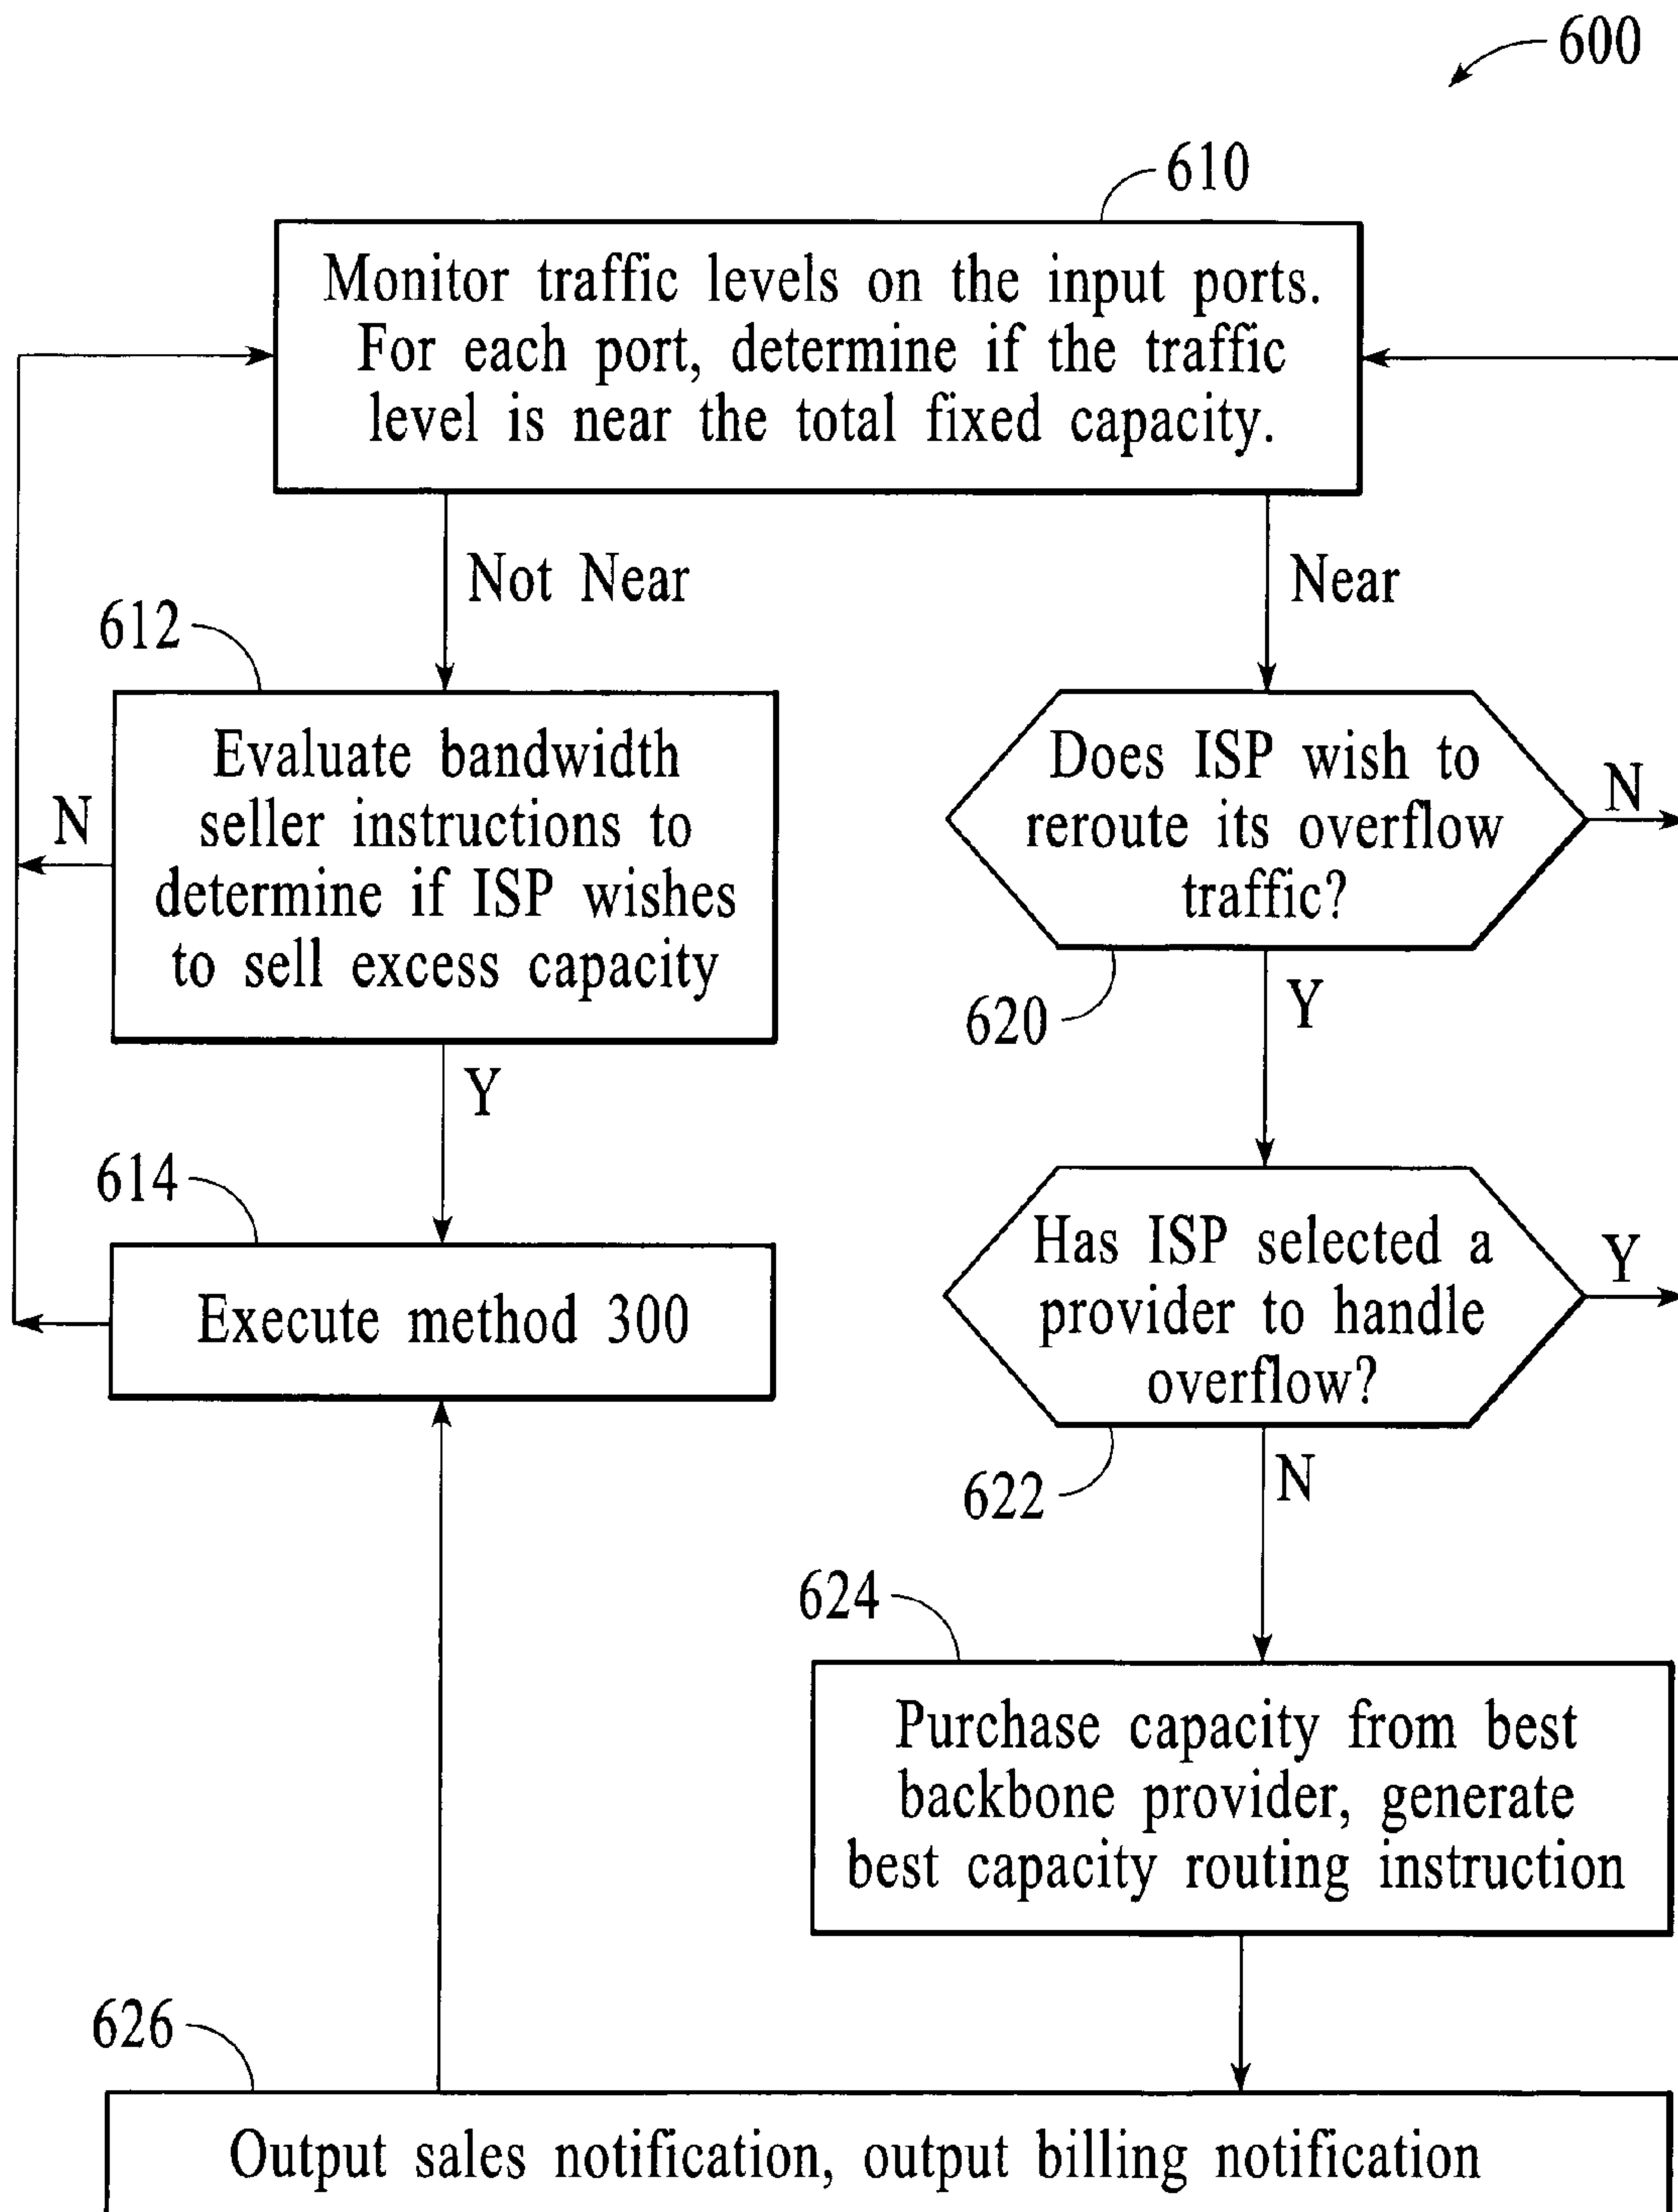 600
610
Monitor traffic levels on the input ports.
For each port, determine if the traffic
level is near the total fixed capacity.
Not Near
Near
612
Evaluate bandwidth
seller instructions to
determine if ISP wishes
to sell excess capacity
N
Y
Does ISP wish to
reroute its overflow
traffic?
N
620
Y
614
Execute method 300
Has ISP selected a
provider to handle
overflow?
Y
622
N
624
Purchase capacity from best
backbone provider, generate
best capacity routing instruction
626
Output sales notification, output billing notification